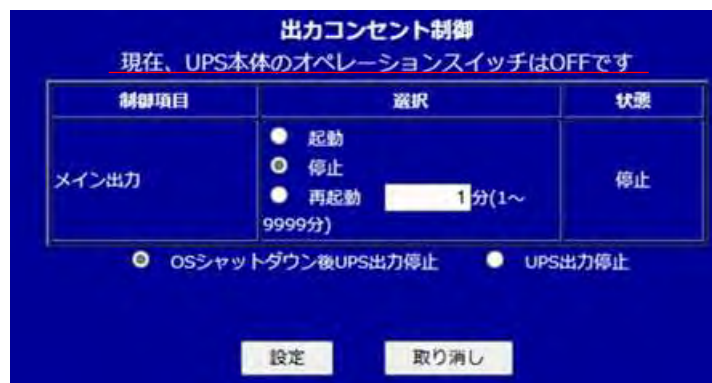 出力コンセント制御
現在、UPS本体のオペレーションスイッチはOFFです
制御項目 選択 状態
起動
メイン出力 停止 停止
再起動 1 分(1～
9999分)
OSシャットダウン後UPS出力停止 UPS出力停止
設定 取り消し